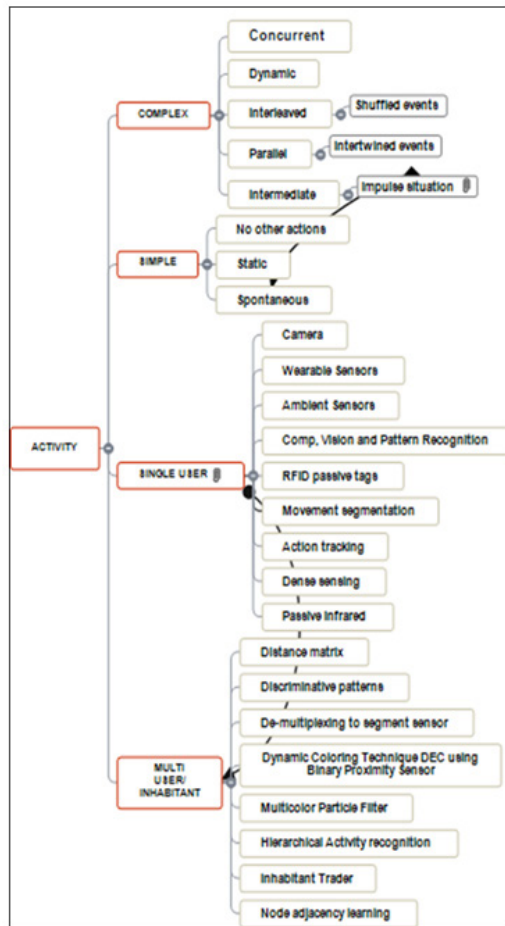 Concurrent
Dynamic
COMPLEX
Interleaved
Shuffled events
Parallel
Intertwined events
Intermediate
Impulse situation
No other actions
SIMPLE
Static
Spontaneous
Camera
Wearable Sensors
Ambient Sensors
Comp, Vision and Pattern Recognition
ACTIVITY
SINGLE USER
RFID passive tags
Movement segmentation
Action tracking
Dense sensing
Passive infrared
Distance matrix
Discriminative patterns
De-multiplexing to segment sensor
Dynamic Coloring Technique DEC using
Binary Proximity Sensor
MULTI
USER/
INHABITANT
Multicolor Particle Filter
Hierarchical Activity recognition
Inhabitant Trader
Node adjacency learning